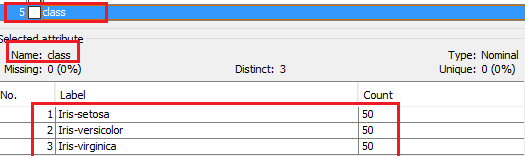 5 class
Selected attribute
Name: class Type: Nominal
Missing: 0 (0%) Distinct: 3 Unique: 0 (0%)
No. Label Count
1 Iris-setosa 50
2 Iris-versicolor 50
3 Iris-virginica 50